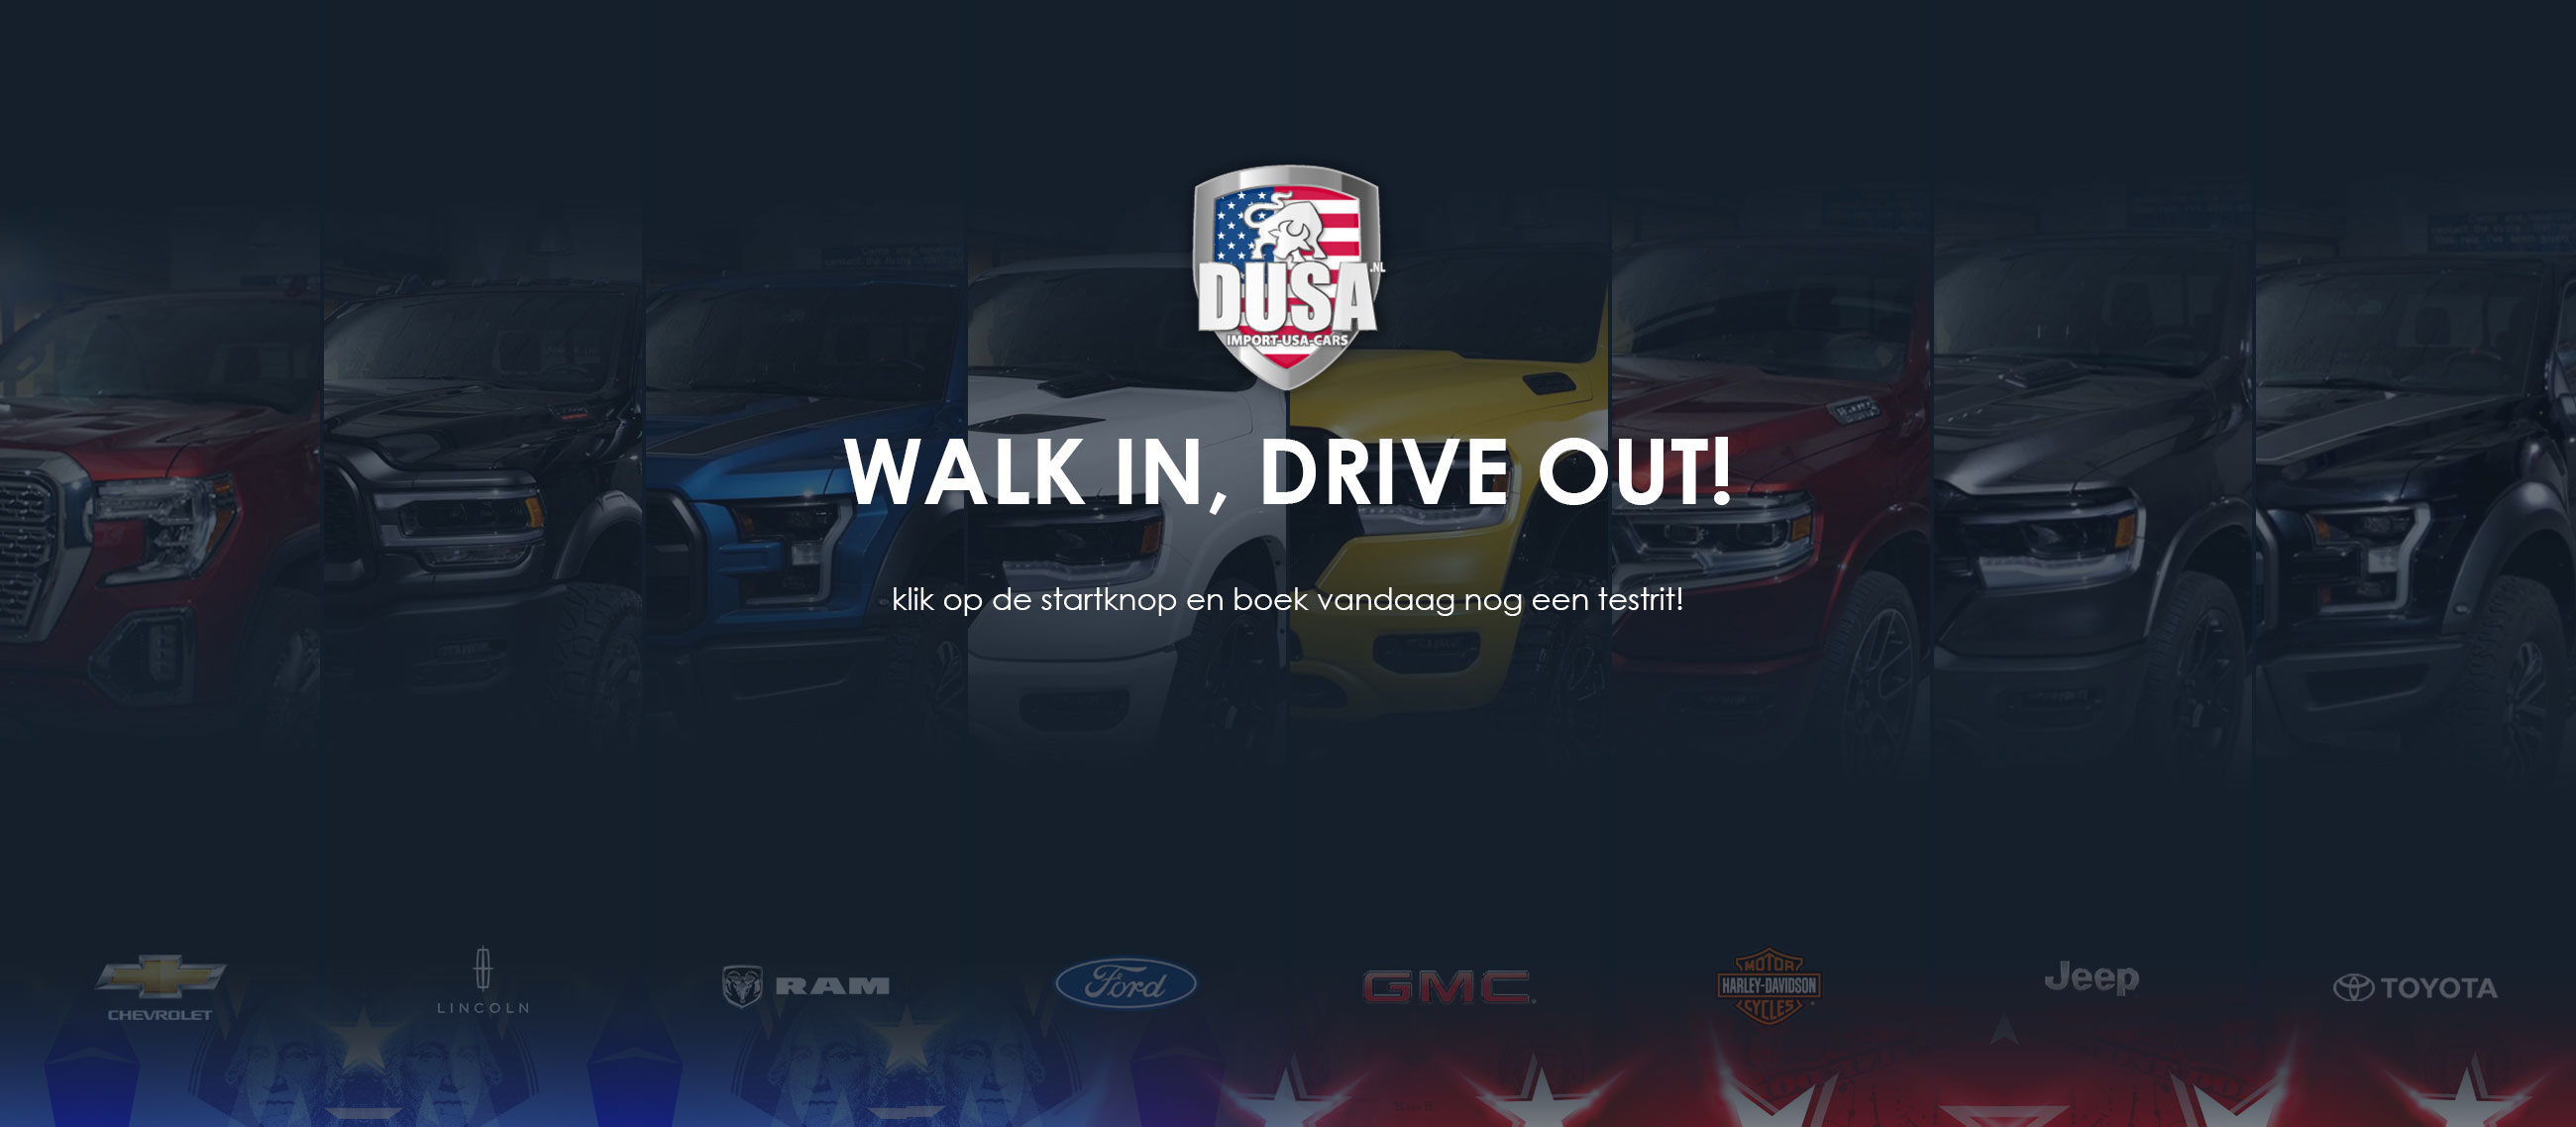 DUSA.NL
IMPORT-USA-CARS
WALK IN, DRIVE OUT!
klik op de startknop en boek vandaag nog een testrit!
CHEVROLET
LINCOLN
RAM
Ford
GMC
MOTOR
HARLEY-DAVIDSON
CYCLES
Jeep
TOYOTA